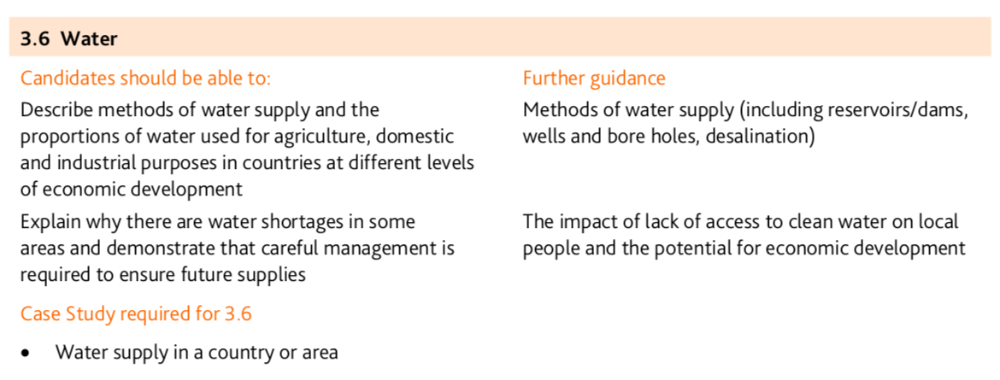 3.6 Water
Candidates should be able to:
Further guidance
Describe methods of water supply and the
proportions of water used for agriculture, domestic
and industrial purposes in countries at different levels
of economic development
Methods of water supply (including reservoirs/dams,
wells and bore holes, desalination)
Explain why there are water shortages in some
areas and demonstrate that careful management is
required to ensure future supplies
The impact of lack of access to clean water on local
people and the potential for economic development
Case Study required for 3.6
• Water supply in a country or area